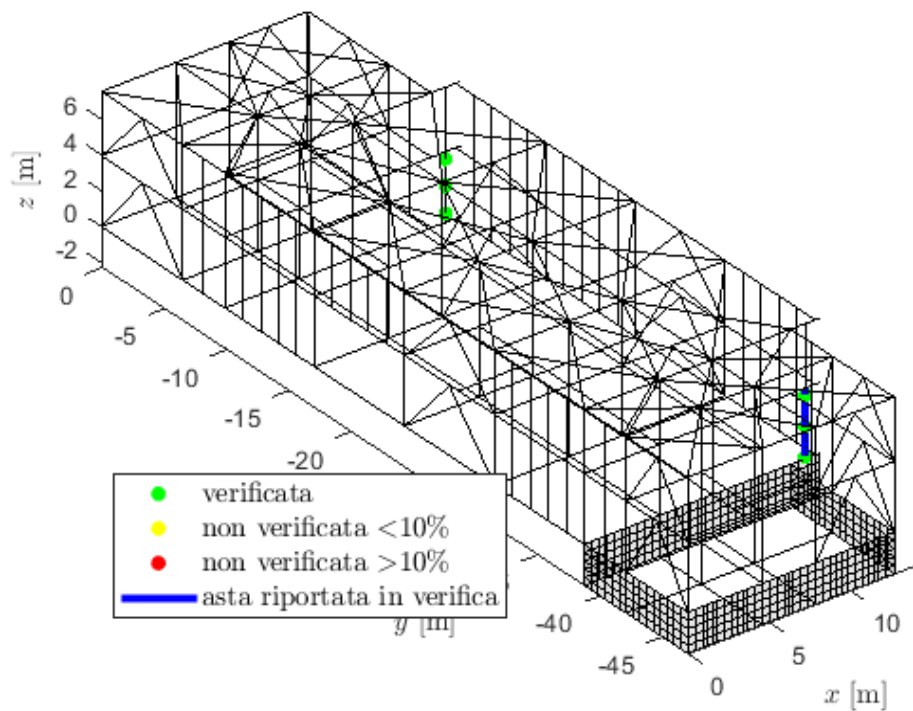 6
4
2
0
-2
z [m]
0
-5
-10
-15
-20
-40
-45
y [m]
0
5
10
x [m]
verificata
non verificata <10%
non verificata >10%
asta riportata in verifica